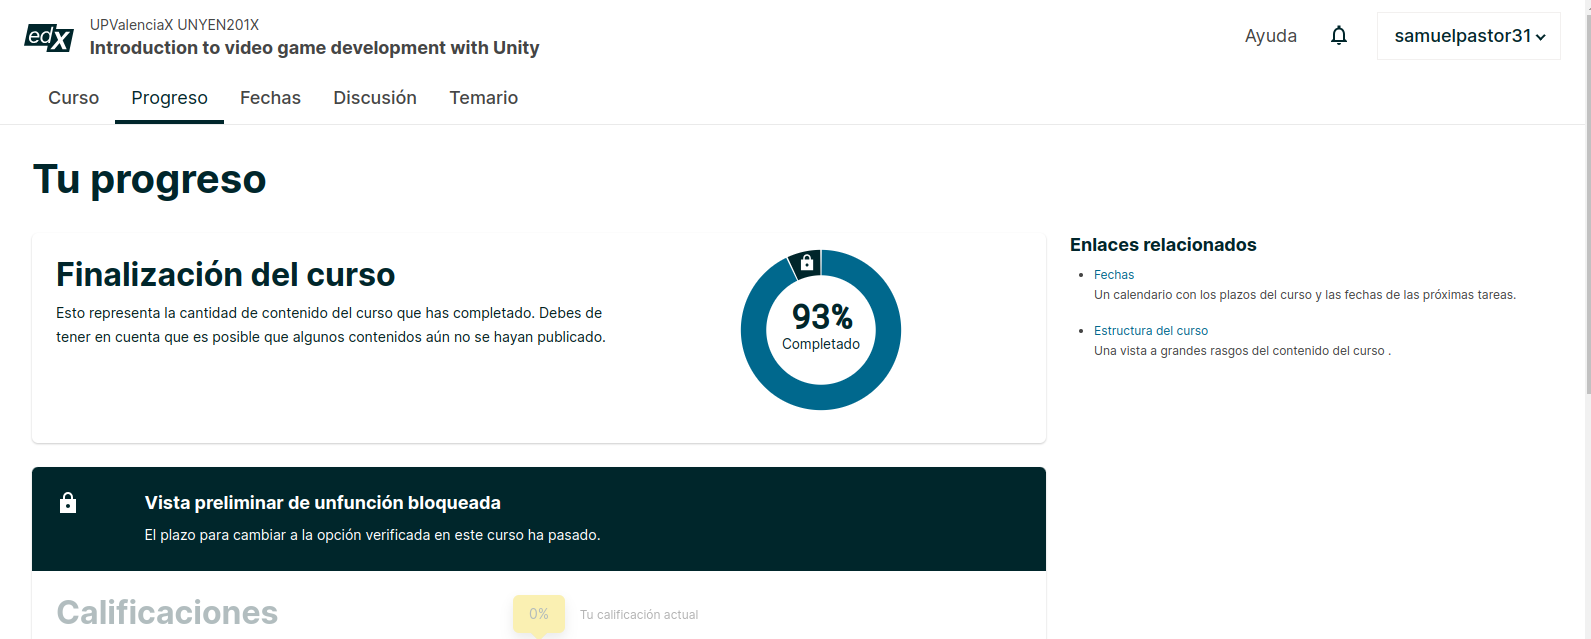 edX
UPValenciaX UNYEN201X
Introduction to video game development with Unity
Ayuda
samuelpastor31
Curso
Progreso
Fechas
Discusión
Temario
Tu progreso
Finalización del curso
Esto representa la cantidad de contenido del curso que has completado. Debes de
tener en cuenta que es posible que algunos contenidos aún no se hayan publicado.
93%
Completado
Enlaces relacionados
Fechas
Un calendario con los plazos del curso y las fechas de las próximas tareas.
Estructura del curso
Una vista a grandes rasgos del contenido del curso .
Vista preliminar de unfunción bloqueada
El plazo para cambiar a la opción verificada en este curso ha pasado.
Calificaciones
0%
Tu calificación actual